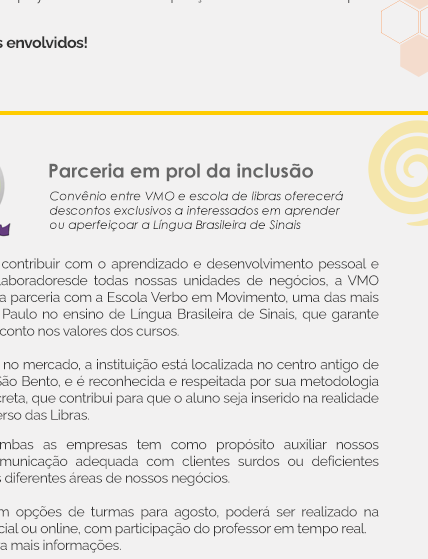 s envolvidos!
Parceria em prol da inclusão
Convênio entre VMO e escola de libras oferecerá
descontos exclusivos a interessados em aprender
ou aperfeiçoar a Língua Brasileira de Sinais
contribuir com o aprendizado e desenvolvimento pessoal e
laboradoresde todas nossas unidades de negócios, a VMO
a parceria com a Escola Verbo em Movimento, uma das mais
Paulo no ensino de Língua Brasileira de Sinais, que garante
conto nos valores dos cursos.
no mercado, a instituição está localizada no centro antigo de
São Bento, e é reconhecida e respeitada por sua metodologia
creta, que contribui para que o aluno seja inserido na realidade
erso das Libras.
mbas as empresas tem como propósito auxiliar nossos
municação adequada com clientes surdos ou deficientes
s diferentes áreas de nossos negócios.
m opções de turmas para agosto, poderá ser realizado na
cial ou online, com participação do professor em tempo real.
a mais informações.